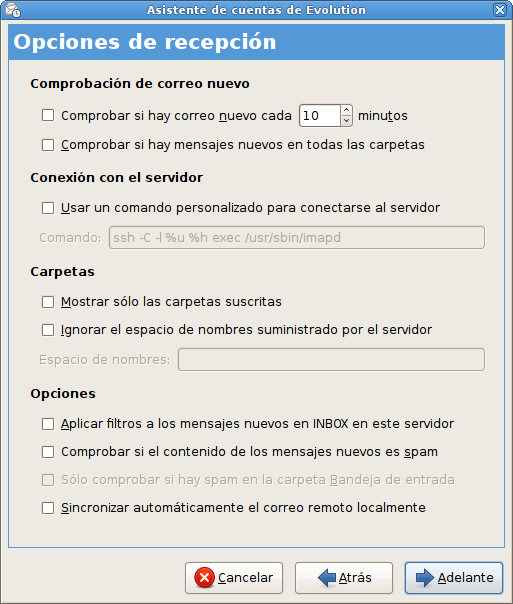 Asistente de cuentas de Evolution
Opciones de recepción
Comprobación de correo nuevo
Comprobar si hay correo nuevo cada 10 minutos
Comprobar si hay mensajes nuevos en todas las carpetas
Conexión con el servidor
Usar un comando personalizado para conectarse al servidor
Comando: ssh -C -l %u %h exec /usr/sbin/imapd
Carpetas
Mostrar sólo las carpetas suscritas
Ignorar el espacio de nombres suministrado por el servidor
Espacio de nombres:
Opciones
Aplicar filtros a los mensajes nuevos en INBOX en este servidor
Comprobar si el contenido de los mensajes nuevos es spam
Sólo comprobar si hay spam en la carpeta Bandeja de entrada
Sincronizar automáticamente el correo remoto localmente
Cancelar Atrás Adelante